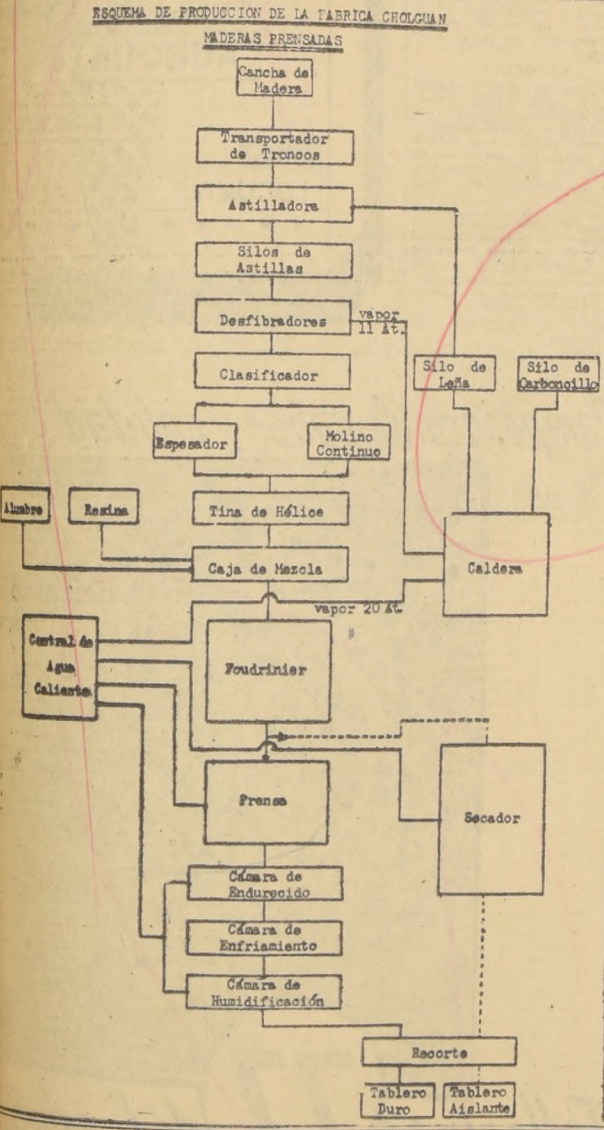 ESQUEMA DE PRODUCCION DE LA FABRICA CHOLGUAN
MADERAS PRENSADAS
Cancha de
Madera
Transportador
de Troncos
Astilladora
Silos de
Astillas
Desfibradores
vapor
11 At.
Clasificador
Silo de
Leña
Silo de
Carboncillo
Espesador
Molino
Continuo
Alumbre
Resina
Tina de Hélice
Caja de Mezcla
Caldera
vapor 20 At.
Central de
Agua
Caliente
Foudrinier
Prensa
Secador
Cámara de
Endurecido
Cámara de
Enfriamiento
Cámara de
Humidificación
Recorte
Tablero
Duro
Tablero
Aislante